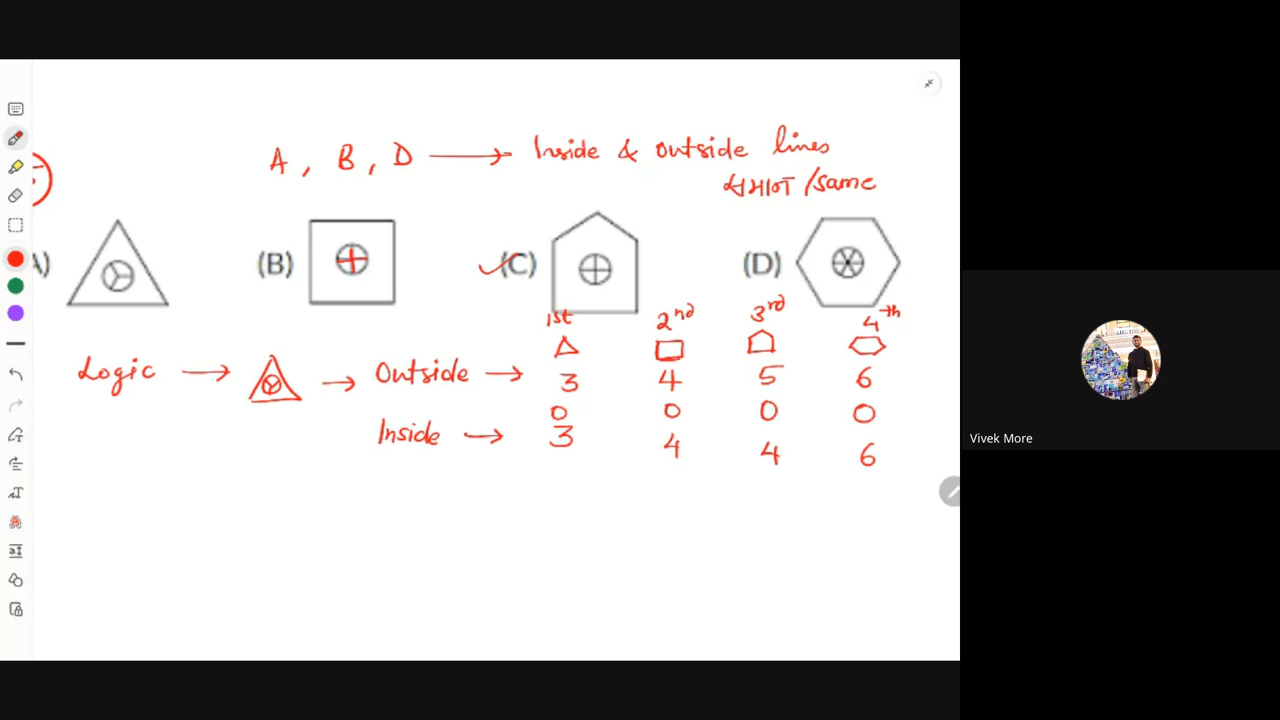 A, B, D → Inside & outside lines
समान /same
A)
(B)
(C)
(D)
1st 2nd 3rd 4th
Logic → → Outside → 3 4 5 6
0 0 0 0
Inside → 3 4 4 6
Vivek More